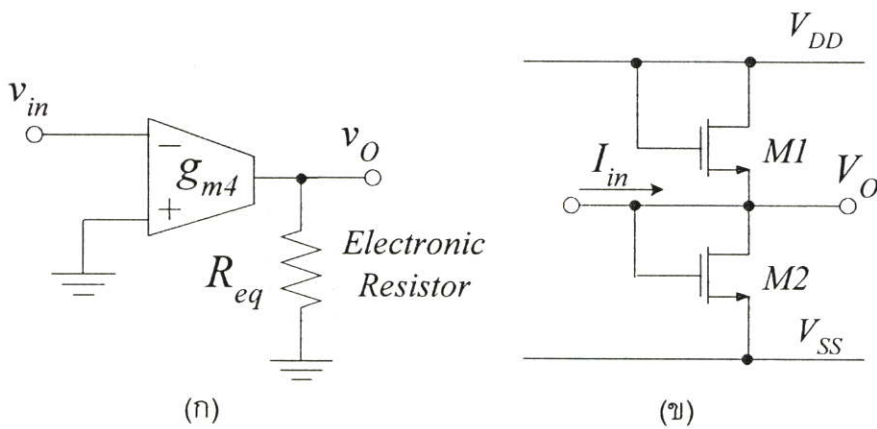 v_in
−
g_m4
+
v_O
R_eq
Electronic
Resistor
(ก)
V_DD
M1
I_in
V_O
M2
V_SS
(ข)